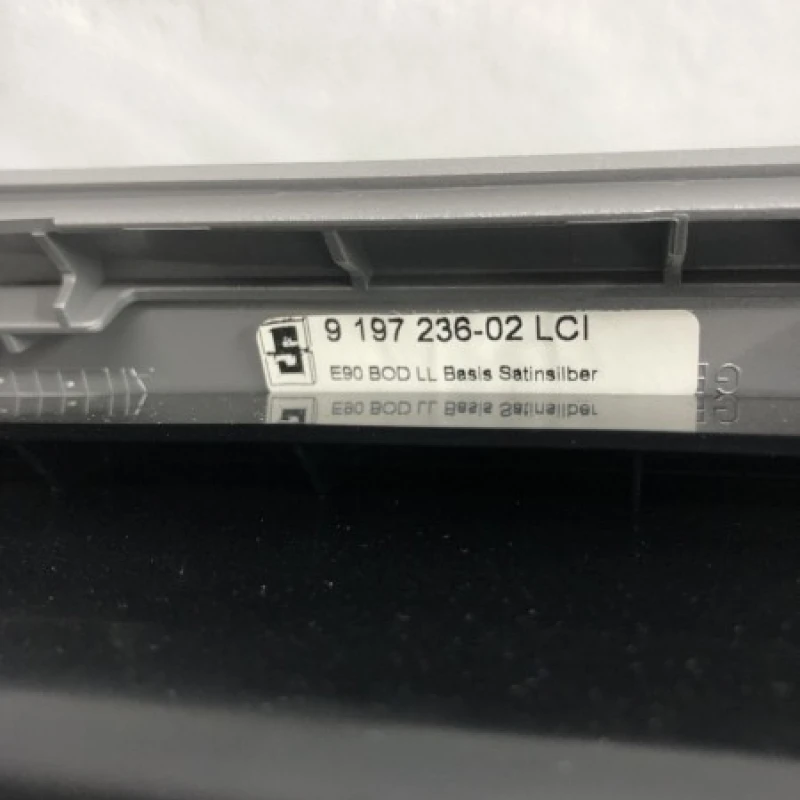 9 197 236-02 LCI
E90 BOD LL Basis Satinsilber